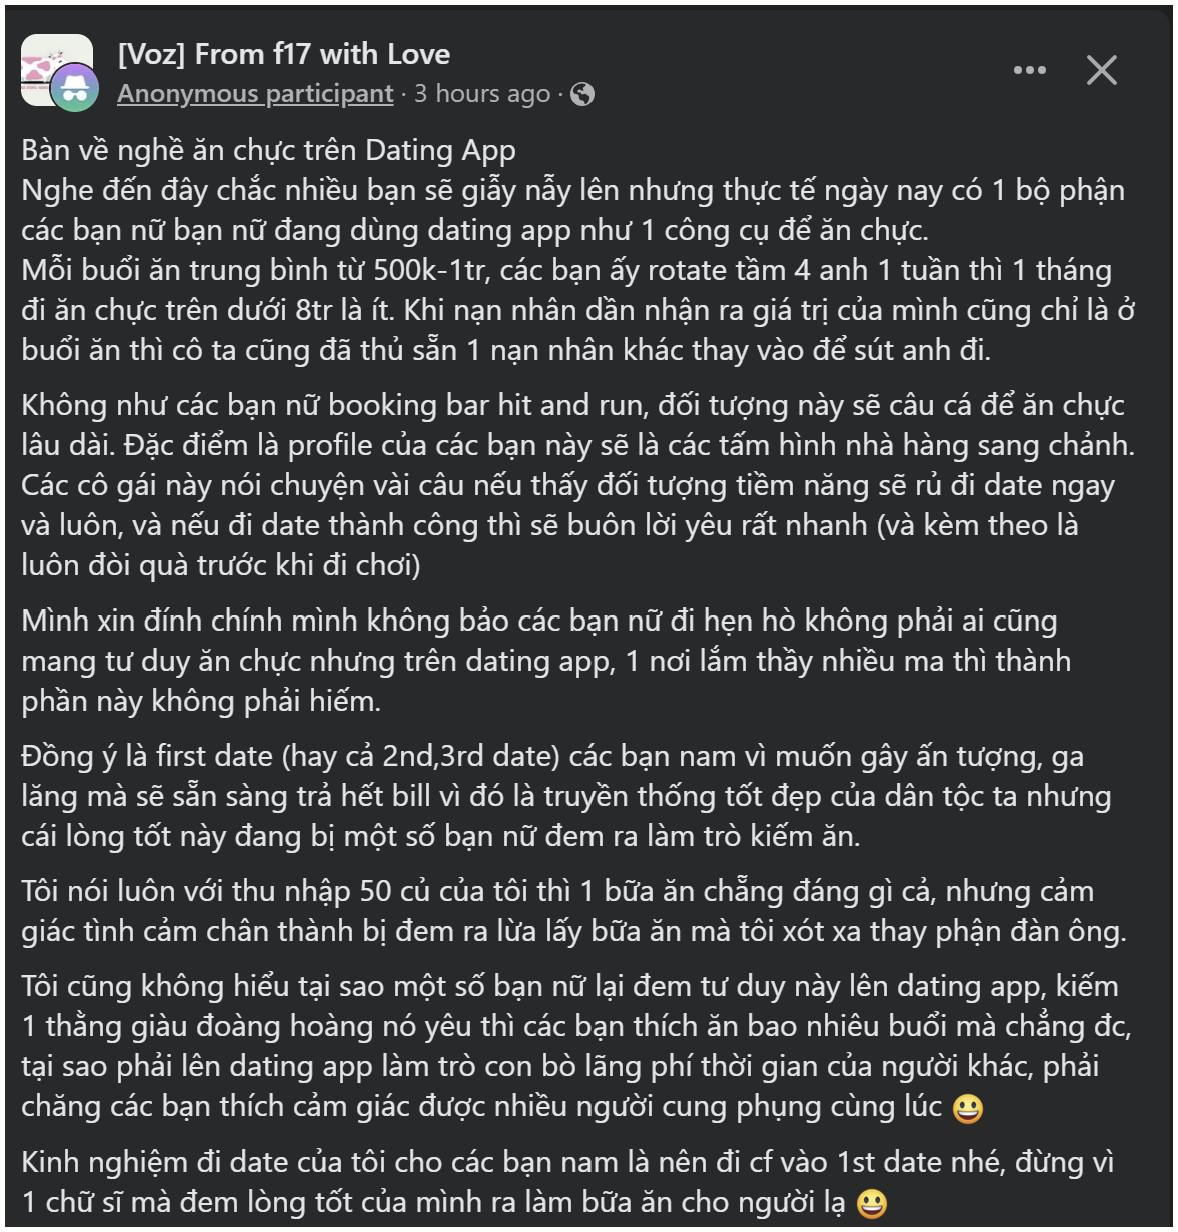 [Voz] From f17 with Love
Anonymous participant · 3 hours ago ·
Bàn về nghề ăn chực trên Dating App
Nghe đến đây chắc nhiều bạn sẽ giẫy nẫy lên nhưng thực tế ngày nay có 1 bộ phận
các bạn nữ bạn nữ đang dùng dating app như 1 công cụ để ăn chực.
Mỗi buổi ăn trung bình từ 500k-1tr, các bạn ấy rotate tầm 4 anh 1 tuần thì 1 tháng
đi ăn chực trên dưới 8tr là ít. Khi nạn nhân dần nhận ra giá trị của mình cũng chỉ là ở
buổi ăn thì cô ta cũng đã thủ sẵn 1 nạn nhân khác thay vào để sút anh đi.
Không như các bạn nữ booking bar hit and run, đối tượng này sẽ câu cá để ăn chực
lâu dài. Đặc điểm là profile của các bạn này sẽ là các tấm hình nhà hàng sang chảnh.
Các cô gái này nói chuyện vài câu nếu thấy đối tượng tiềm năng sẽ rủ đi date ngay
và luôn, và nếu đi date thành công thì sẽ buôn lời yêu rất nhanh (và kèm theo là
luôn đòi quà trước khi đi chơi)
Mình xin đính chính mình không bảo các bạn nữ đi hẹn hò không phải ai cũng
mang tư duy ăn chực nhưng trên dating app, 1 nơi lắm thầy nhiều ma thì thành
phần này không phải hiếm.
Đồng ý là first date (hay cả 2nd,3rd date) các bạn nam vì muốn gây ấn tượng, ga
lăng mà sẽ sẵn sàng trả hết bill vì đó là truyền thống tốt đẹp của dân tộc ta nhưng
cái lòng tốt này đang bị một số bạn nữ đem ra làm trò kiếm ăn.
Tôi nói luôn với thu nhập 50 củ của tôi thì 1 bữa ăn chẵng đáng gì cả, nhưng cảm
giác tình cảm chân thành bị đem ra lừa lấy bữa ăn mà tôi xót xa thay phận đàn ông.
Tôi cũng không hiểu tại sao một số bạn nữ lại đem tư duy này lên dating app, kiếm
1 thằng giàu đoàng hoàng nó yêu thì các bạn thích ăn bao nhiêu buổi mà chẳng đc,
tại sao phải lên dating app làm trò con bò lãng phí thời gian của người khác, phải
chăng các bạn thích cảm giác được nhiều người cung phụng cùng lúc 😃
Kinh nghiệm đi date của tôi cho các bạn nam là nên đi cf vào 1st date nhé, đừng vì
1 chữ sĩ mà đem lòng tốt của mình ra làm bữa ăn cho người lạ 😃